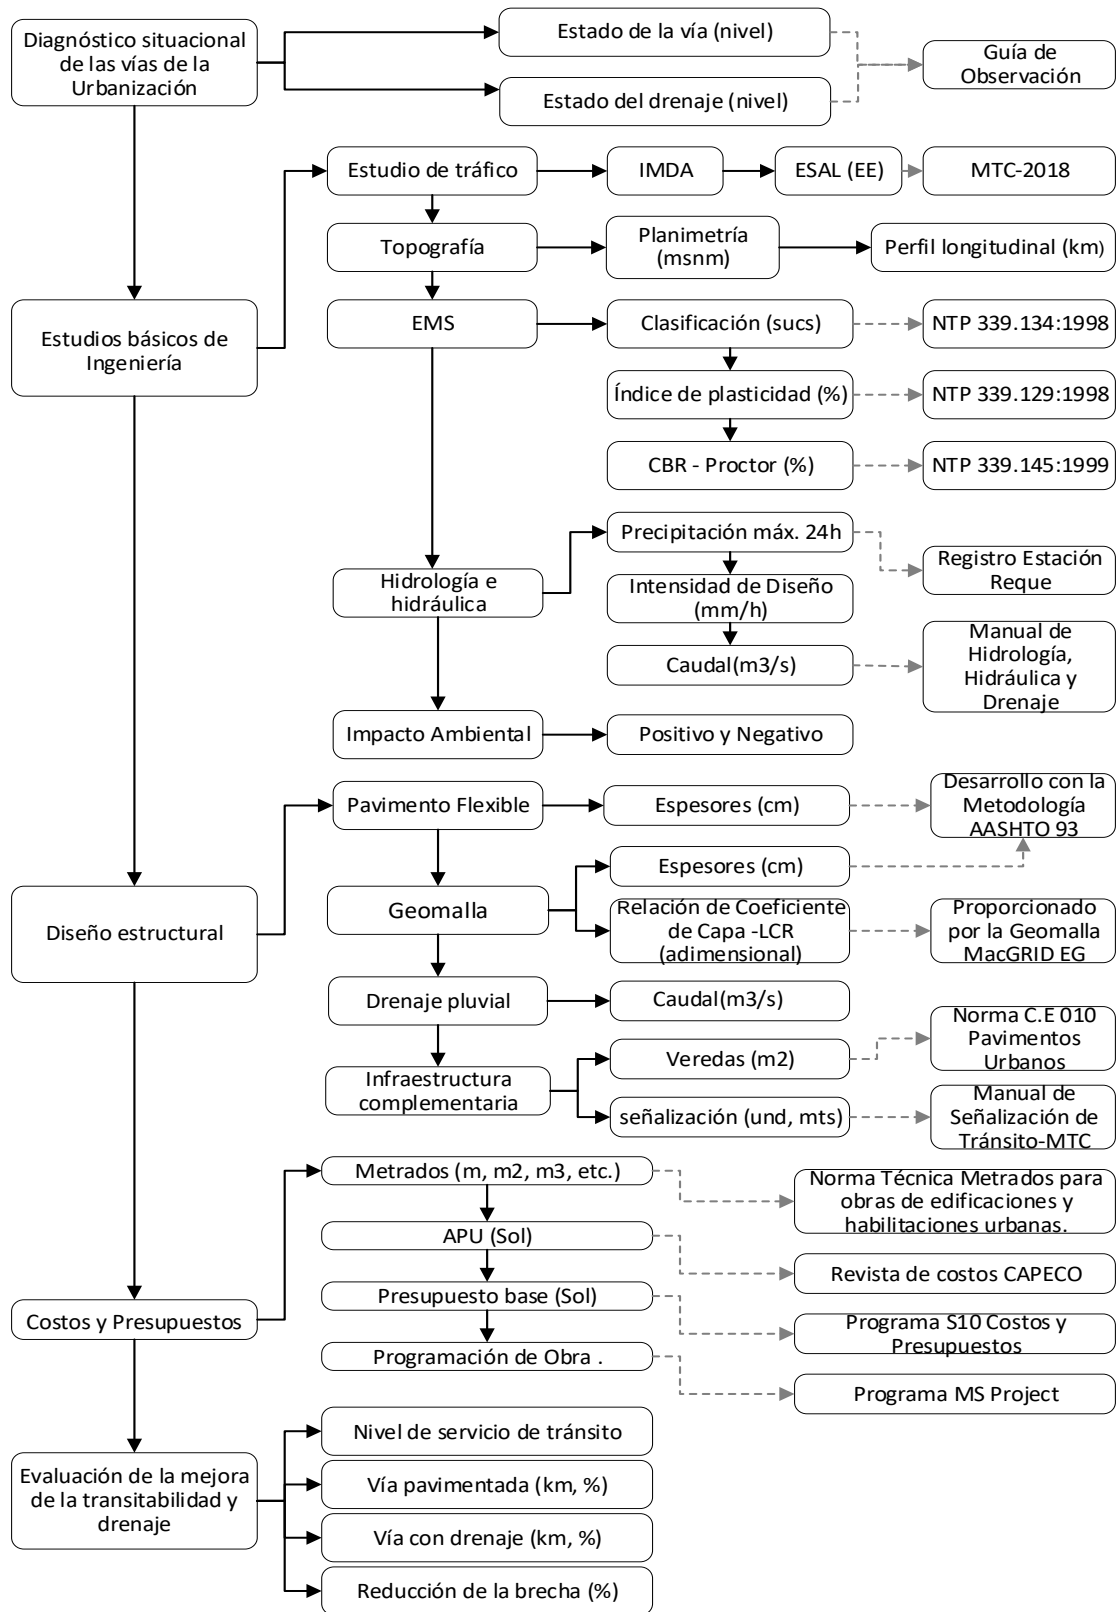 Diagnóstico situacional
de las vías de la
Urbanización
Estado de la vía (nivel)
Estado del drenaje (nivel)
Guía de
Observación
Estudios básicos de
Ingeniería
Estudio de tráfico
IMDA
ESAL (EE)
MTC-2018
Topografía
Planimetría
(msnm)
Perfil longitudinal (km)
EMS
Clasificación (sucs)
NTP 339.134:1998
Índice de plasticidad (%)
NTP 339.129:1998
CBR - Proctor (%)
NTP 339.145:1999
Hidrología e
hidráulica
Precipitación máx. 24h
Registro Estación
Reque
Intensidad de Diseño
(mm/h)
Caudal(m3/s)
Manual de
Hidrología,
Hidráulica y
Drenaje
Impacto Ambiental
Positivo y Negativo
Diseño estructural
Pavimento Flexible
Espesores (cm)
Desarrollo con la
Metodología
AASHTO 93
Geomalla
Espesores (cm)
Relación de Coeficiente
de Capa -LCR
(adimensional)
Proporcionado
por la Geomalla
MacGRID EG
Drenaje pluvial
Caudal(m3/s)
Infraestructura
complementaria
Veredas (m2)
Norma C.E 010
Pavimentos
Urbanos
señalización (und, mts)
Manual de
Señalización de
Tránsito-MTC
Costos y Presupuestos
Metrados (m, m2, m3, etc.)
Norma Técnica Metrados para
obras de edificaciones y
habilitaciones urbanas.
APU (Sol)
Revista de costos CAPECO
Presupuesto base (Sol)
Programa S10 Costos y
Presupuestos
Programación de Obra .
Programa MS Project
Evaluación de la mejora
de la transitabilidad y
drenaje
Nivel de servicio de tránsito
Vía pavimentada (km, %)
Vía con drenaje (km, %)
Reducción de la brecha (%)